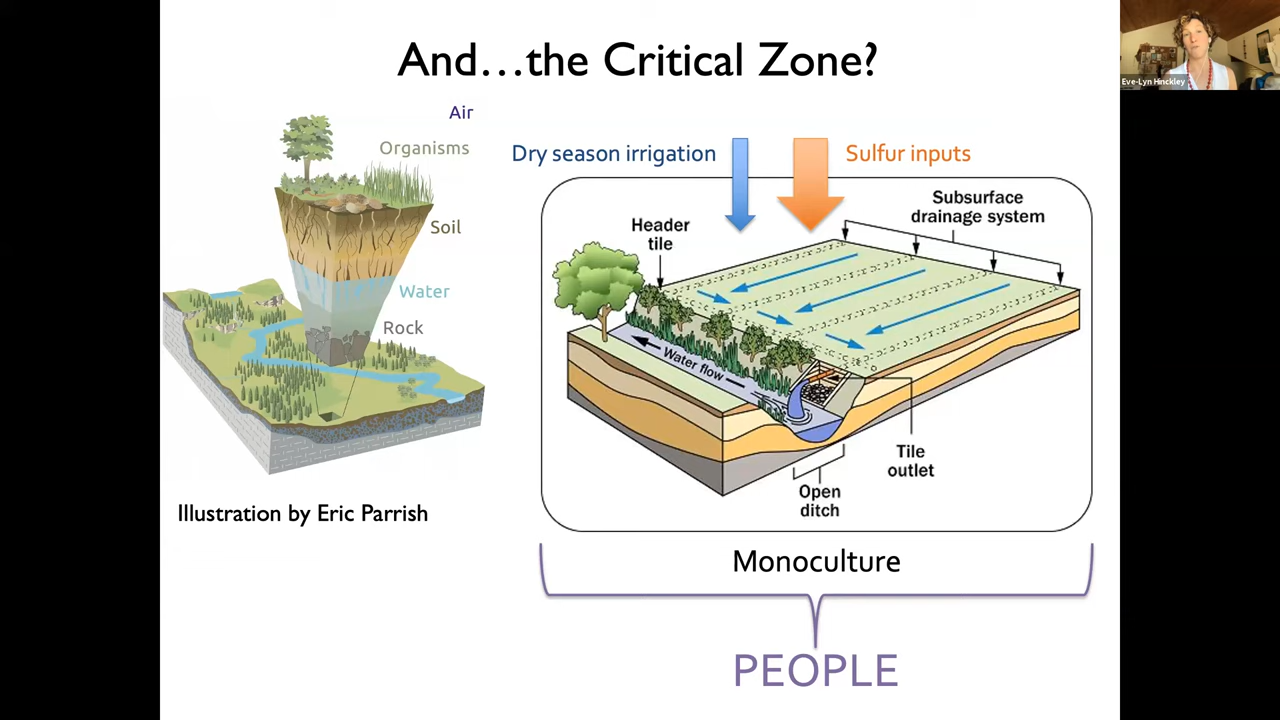 And...the Critical Zone?
Eve-Lyn Hinckley
Air
Organisms
Soil
Water
Rock
Illustration by Eric Parrish
Dry season irrigation
Sulfur inputs
Header
tile
Subsurface
drainage system
Water flow
Tile
outlet
Open
ditch
Monoculture
PEOPLE